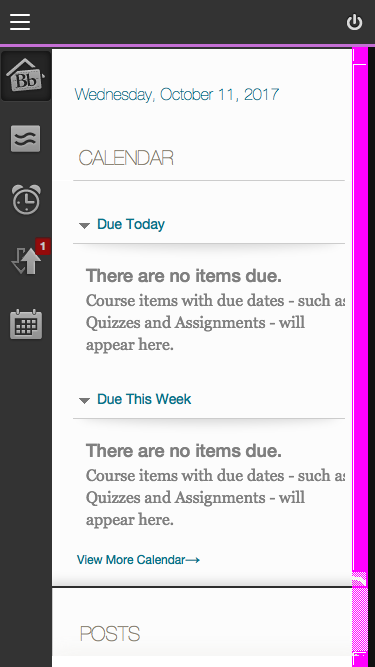 Bb
1
Wednesday, October 11, 2017
CALENDAR
Due Today
There are no items due.
Course items with due dates - such as
Quizzes and Assignments - will
appear here.
Due This Week
There are no items due.
Course items with due dates - such as
Quizzes and Assignments - will
appear here.
View More Calendar→
POSTS